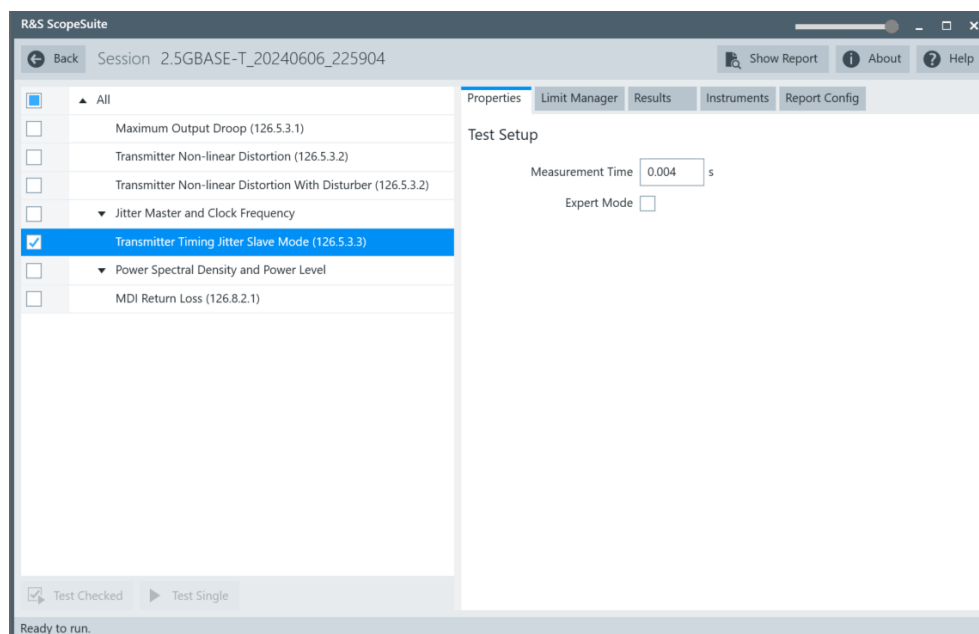 R&S ScopeSuite
Back Session 2.5GBASE-T_20240606_225904 Show Report About Help
All
Maximum Output Droop (126.5.3.1)
Transmitter Non-linear Distortion (126.5.3.2)
Transmitter Non-linear Distortion With Disturber (126.5.3.2)
Jitter Master and Clock Frequency
Transmitter Timing Jitter Slave Mode (126.5.3.3)
Power Spectral Density and Power Level
MDI Return Loss (126.8.2.1)
Properties Limit Manager Results Instruments Report Config
Test Setup
Measurement Time 0.004 s
Expert Mode
Test Checked Test Single
Ready to run.